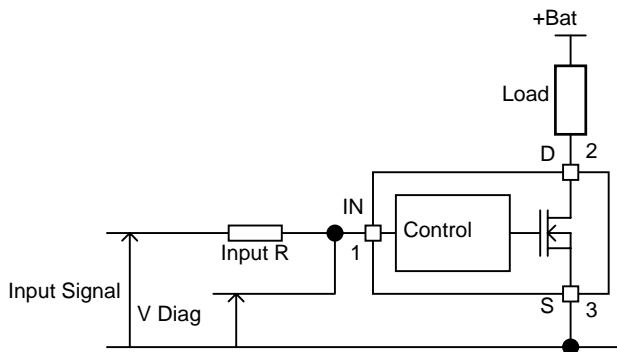 +Bat
Load
D
2
IN
Control
1
Input R
Input Signal
V Diag
S
3